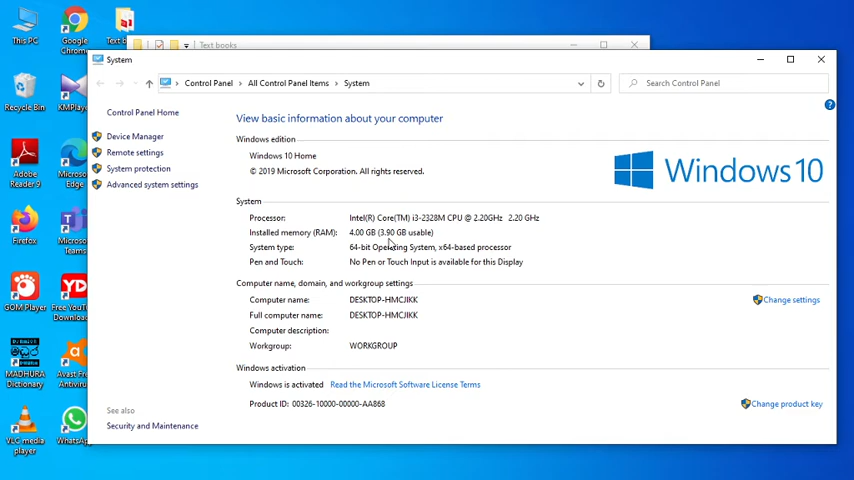 This PC
Google
Chrome
Text b
Text books
System
Control Panel
All Control Panel Items
System
Search Control Panel
Recycle Bin
KMPlaye
Control Panel Home
View basic information about your computer
Device Manager
Windows edition
Remote settings
Windows 10 Home
System protection
© 2019 Microsoft Corporation. All rights reserved.
Windows 10
Adobe
Reader 9
Microsof
Edge
Advanced system settings
System
Processor:
Intel(R) Core(TM) i3-2328M CPU @ 2.20GHz 2.20 GHz
Installed memory (RAM):
4.00 GB (3.90 GB usable)
System type:
64-bit Operating System, x64-based processor
Firefox
Microsof
Teams
Pen and Touch:
No Pen or Touch Input is available for this Display
Computer name, domain, and workgroup settings
YD
Computer name:
DESKTOP-HMCJIKK
Change settings
GOM Player
Free YouT
Downloa
Full computer name:
DESKTOP-HMCJIKK
Computer description:
Workgroup:
WORKGROUP
Windows activation
MADHURA
Dictionary
Avast Fre
Antiviru
Windows is activated Read the Microsoft Software License Terms
Product ID: 00326-10000-00000-AA868
Change product key
See also
Security and Maintenance
VLC media
player
WhatsAp